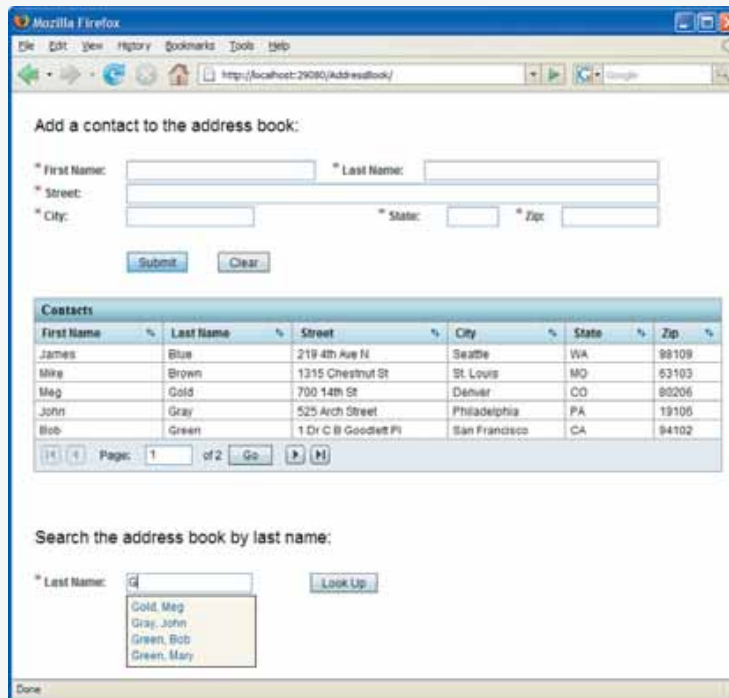 Mozilla Firefox
File Edit View History Bookmarks Tools Help
http://localhost:29080/AddressBook/ Google
Add a contact to the address book:
* First Name: * Last Name:
* Street:
* City: * State: * Zip:
Submit Clear
Contacts
First Name Last Name Street City State Zip
James Blue 219 4th Ave N Seattle WA 98109
Mike Brown 1315 Chestnut St St. Louis MO 63103
Meg Gold 700 14th St Denver CO 80206
John Gray 525 Arch Street Philadelphia PA 19106
Bob Green 1 Dr C B Goodlett Pl San Francisco CA 94102
Page: 1 of 2 Go
Search the address book by last name:
* Last Name: G Look Up
Gold, Meg
Gray, John
Green, Bob
Green, Mary
Done